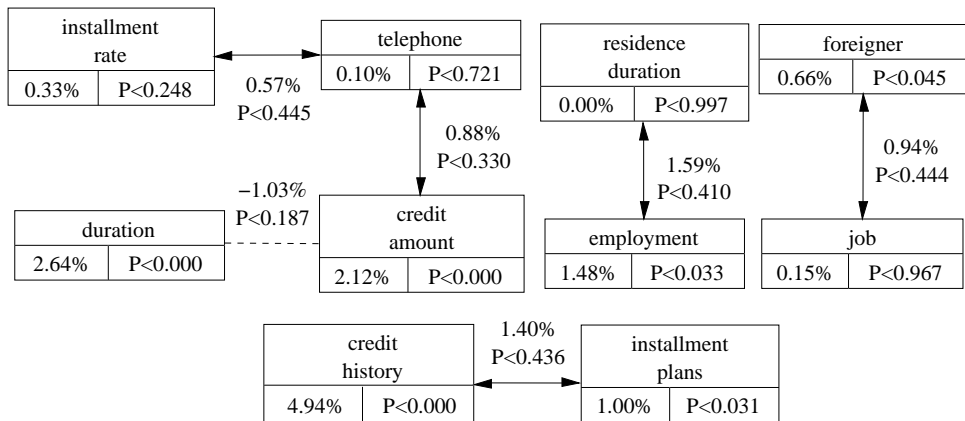 installment
rate
0.33% P<0.248
0.57%
P<0.445
telephone
0.10% P<0.721
residence
duration
0.00% P<0.997
foreigner
0.66% P<0.045
0.88%
P<0.330
1.59%
P<0.410
0.94%
P<0.444
duration
2.64% P<0.000
−1.03%
P<0.187
credit
amount
2.12% P<0.000
employment
1.48% P<0.033
job
0.15% P<0.967
credit
history
4.94% P<0.000
1.40%
P<0.436
installment
plans
1.00% P<0.031